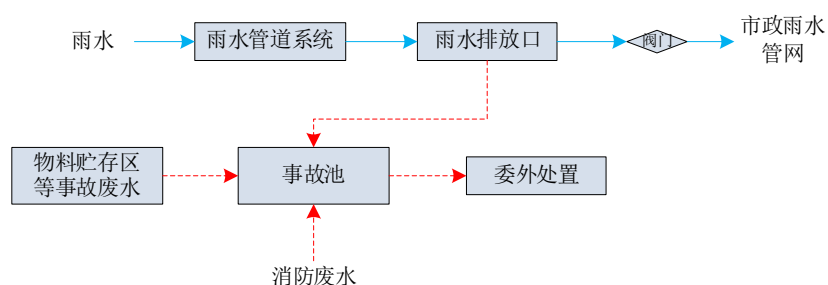 雨水
雨水管道系统
雨水排放口
阀门
市政雨水
管网
物料贮存区
等事故废水
事故池
委外处置
消防废水